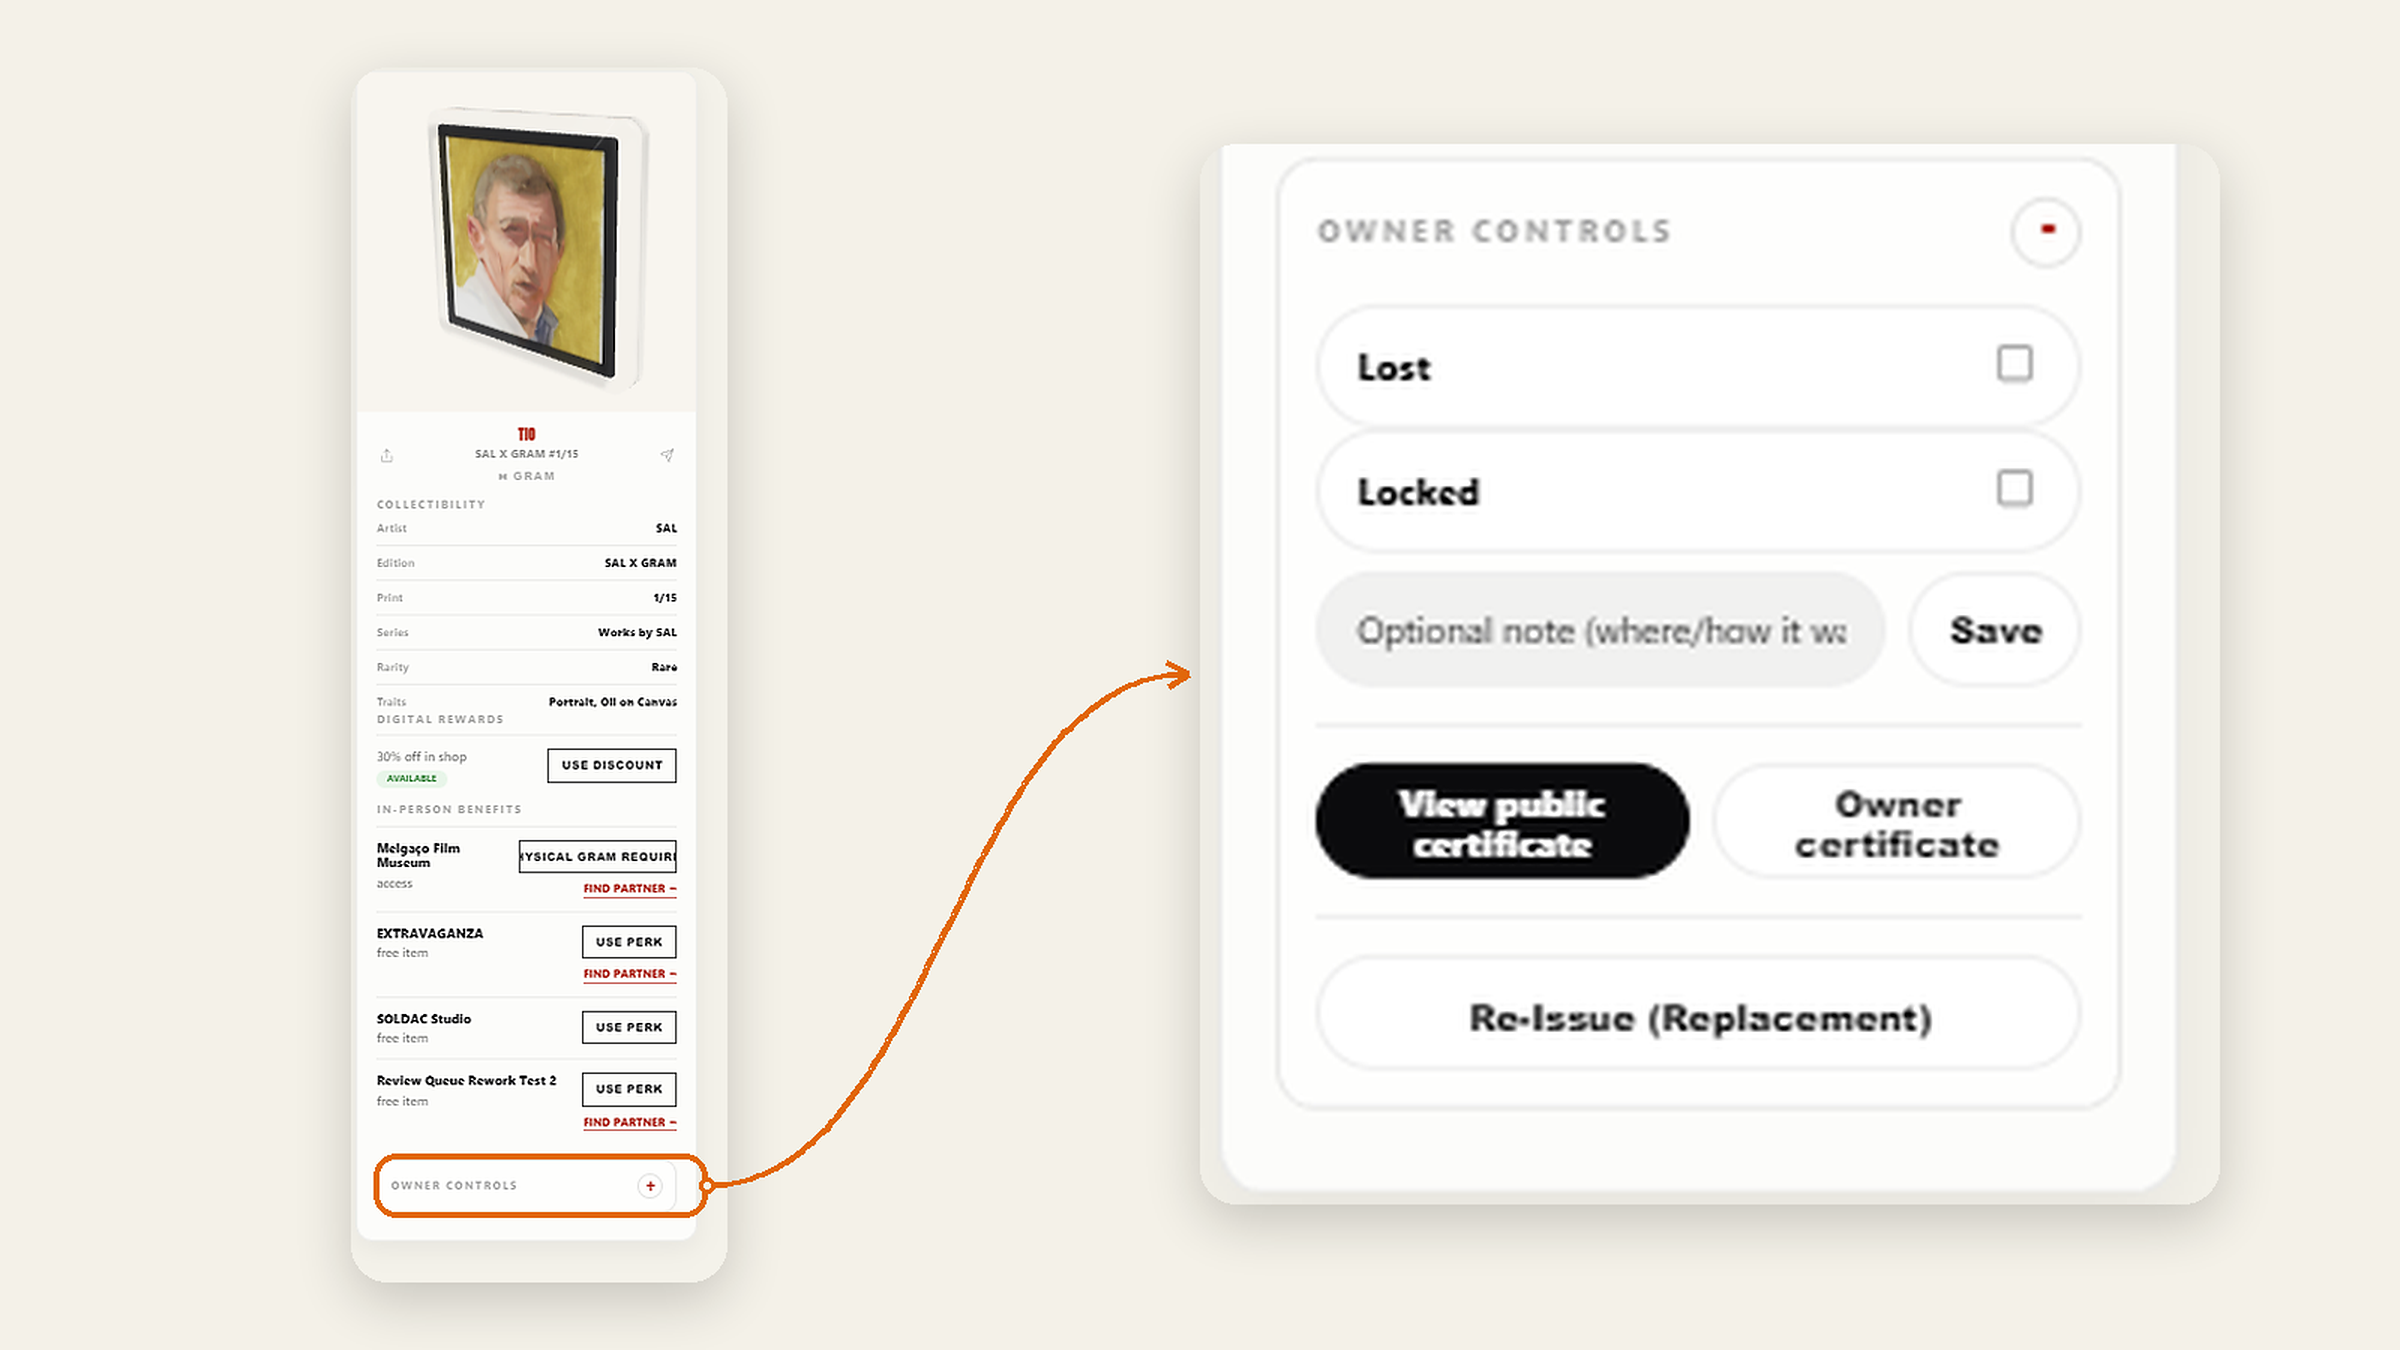 TIO
SAL X GRAM #1/15
GRAM
COLLECTIBILITY
Artist SAL
Edition SAL X GRAM
Print 1/15
Series Works by SAL
Rarity Rare
Traits Portrait, Oil on Canvas
DIGITAL REWARDS
30% off in shop
AVAILABLE
USE DISCOUNT
IN-PERSON BENEFITS
Melgaço Film
Museum
access
HYSICAL GRAM REQUIR
FIND PARTNER –
EXTRAVAGANZA
free item
USE PERK
FIND PARTNER –
SOLDAC Studio
free item
USE PERK
Review Queue Rework Test 2
free item
USE PERK
FIND PARTNER –
OWNER CONTROLS +
OWNER CONTROLS -
Lost
Locked
Optional note (where/how it wa
Save
View public
certificate
Owner
certificate
Re-Issue (Replacement)